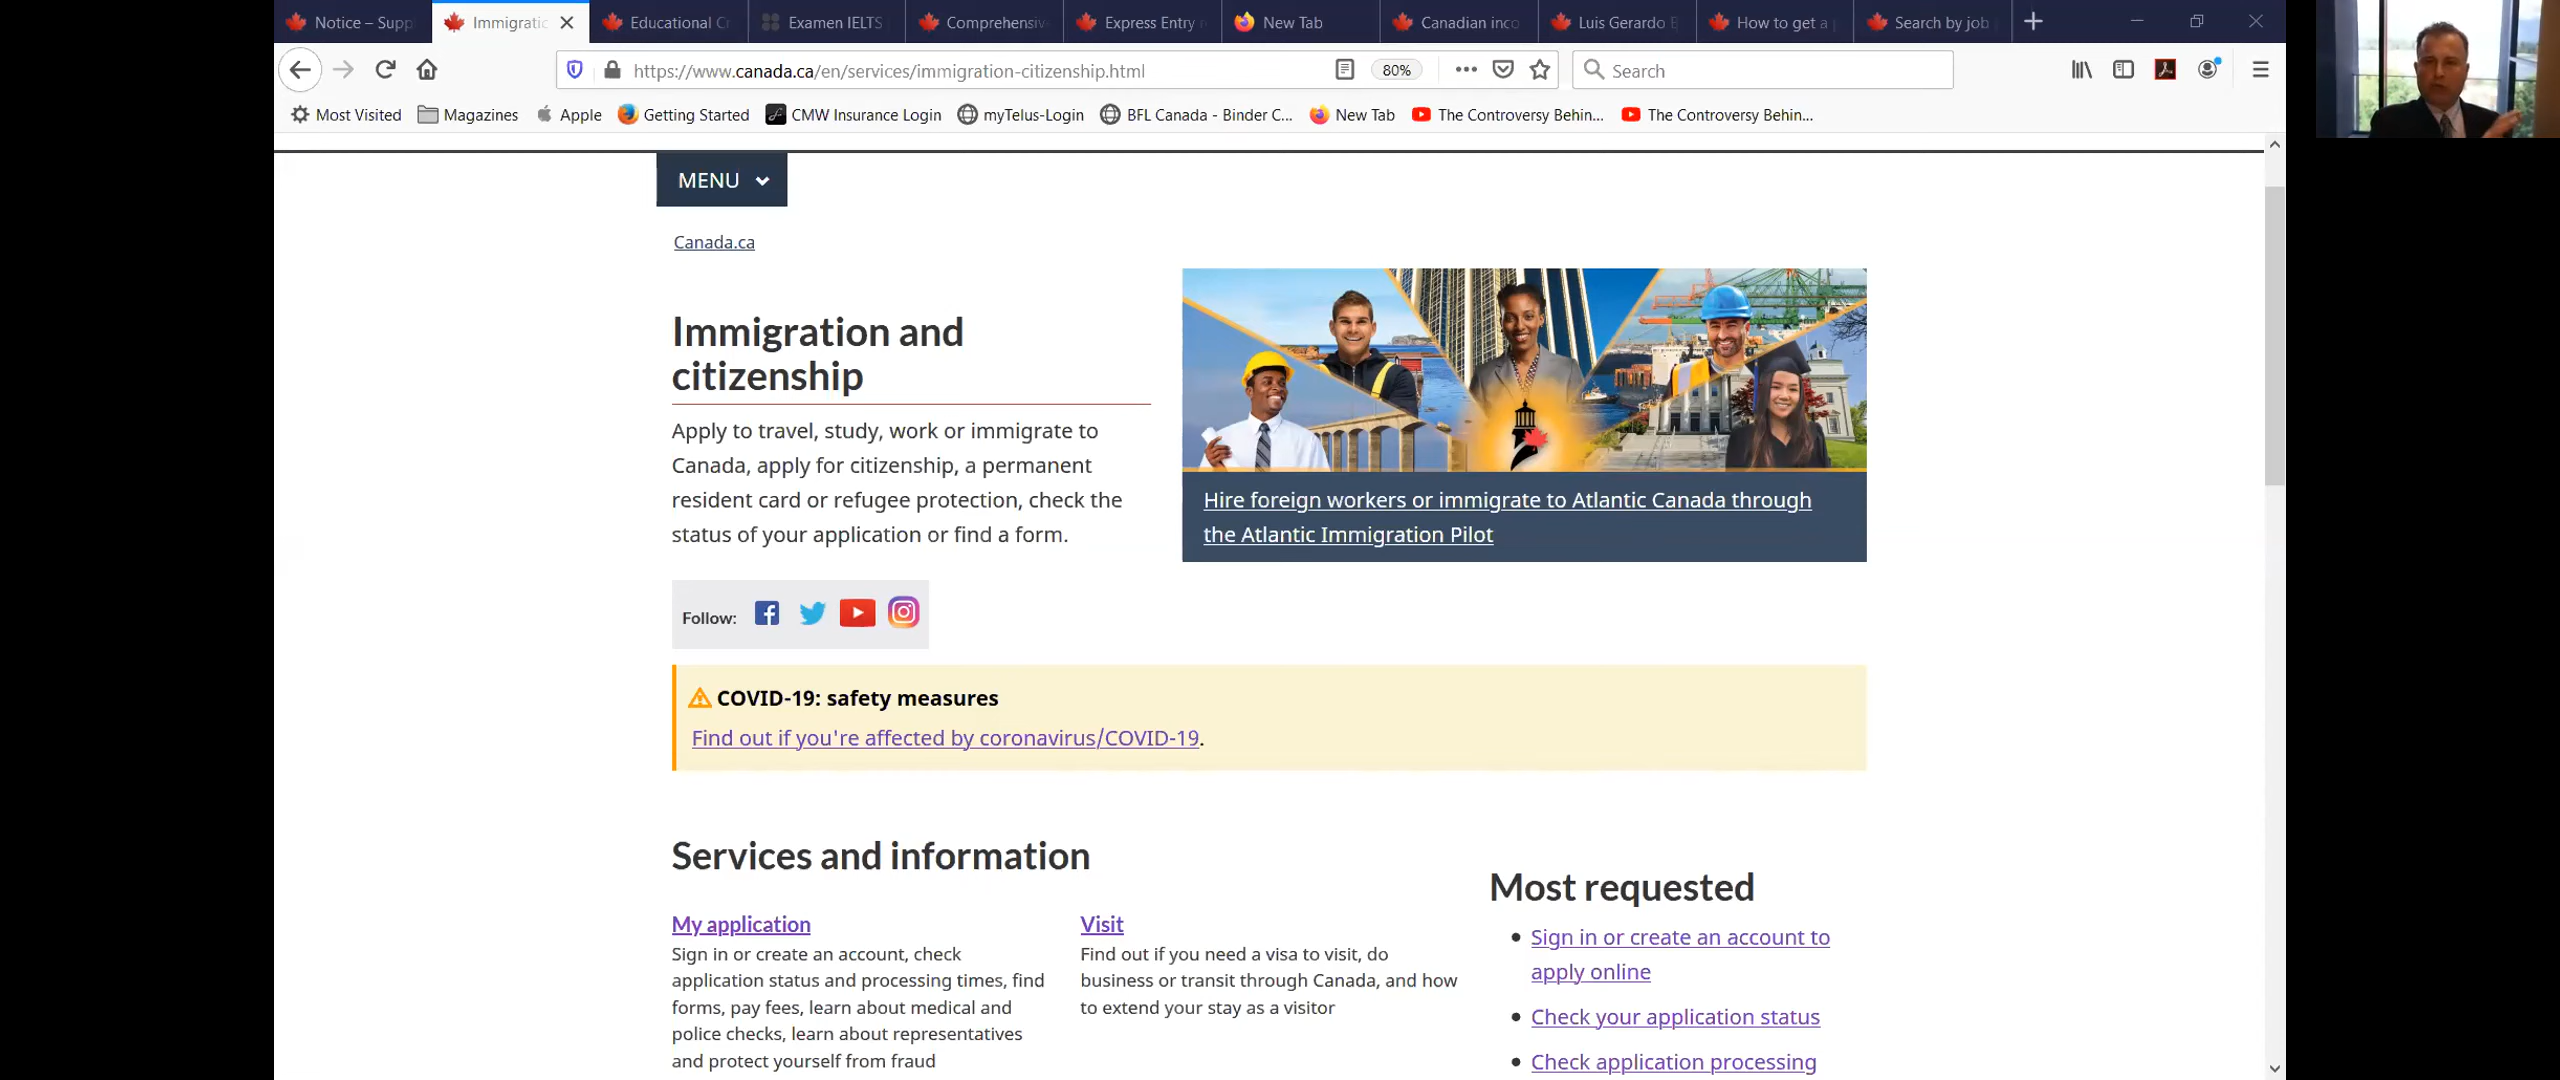 Notice – Supp
Immigratic
Educational Cr
Examen IELTS
Comprehensive
Express Entry r
New Tab
Canadian inco
Luis Gerardo B
How to get a p
Search by job
https://www.canada.ca/en/services/immigration-citizenship.html
80%
Search
Most Visited
Magazines
Apple
Getting Started
CMW Insurance Login
myTelus-Login
BFL Canada - Binder C...
New Tab
The Controversy Behin...
The Controversy Behin...
MENU
Canada.ca
Immigration and
citizenship
Apply to travel, study, work or immigrate to
Canada, apply for citizenship, a permanent
resident card or refugee protection, check the
status of your application or find a form.
Hire foreign workers or immigrate to Atlantic Canada through
the Atlantic Immigration Pilot
Follow:
COVID-19: safety measures
Find out if you're affected by coronavirus/COVID-19.
Services and information
My application
Sign in or create an account, check
application status and processing times, find
forms, pay fees, learn about medical and
police checks, learn about representatives
and protect yourself from fraud
Visit
Find out if you need a visa to visit, do
business or transit through Canada, and how
to extend your stay as a visitor
Most requested
Sign in or create an account to
apply online
Check your application status
Check application processing